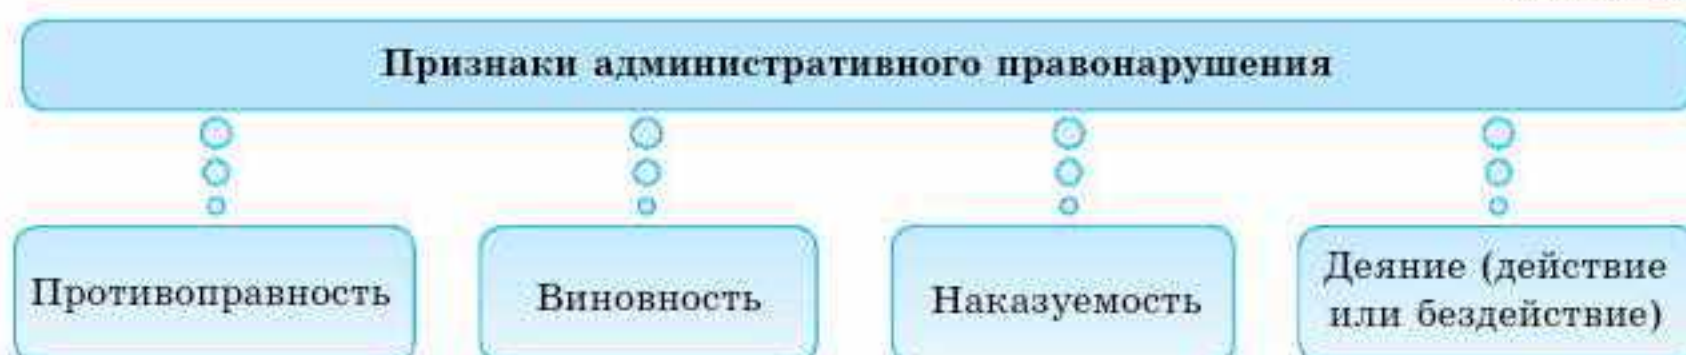 Признаки административного правонарушения
Противоправность
Виновность
Наказуемость
Деяние (действие
или бездействие)